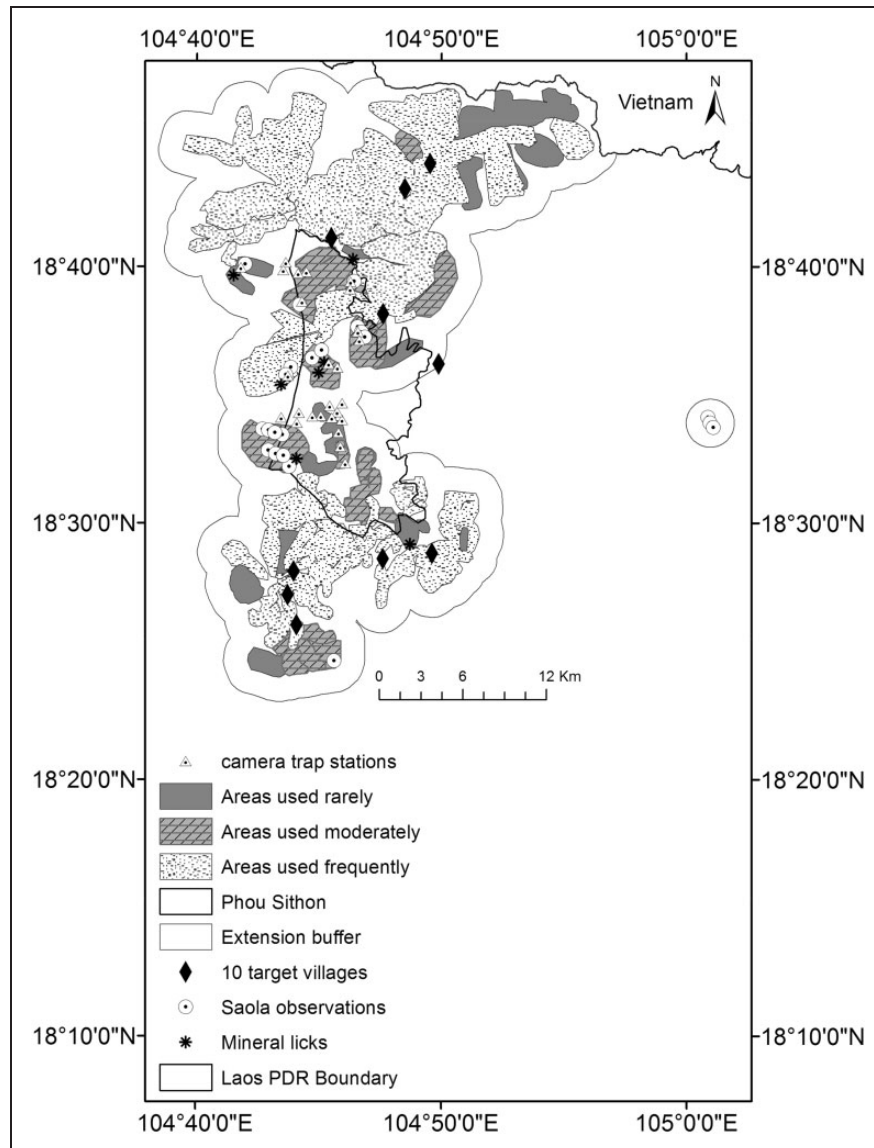 104°40'0"E 104°50'0"E 105°0'0"E
Vietnam
N
18°40'0"N 18°40'0"N
18°30'0"N 18°30'0"N
0 3 6 12 Km
camera trap stations
18°20'0"N 18°20'0"N
Areas used rarely
Areas used moderately
Areas used frequently
Phou Sithon
Extension buffer
10 target villages
Saola observations
18°10'0"N 18°10'0"N
Mineral licks
Laos PDR Boundary
104°40'0"E 104°50'0"E 105°0'0"E